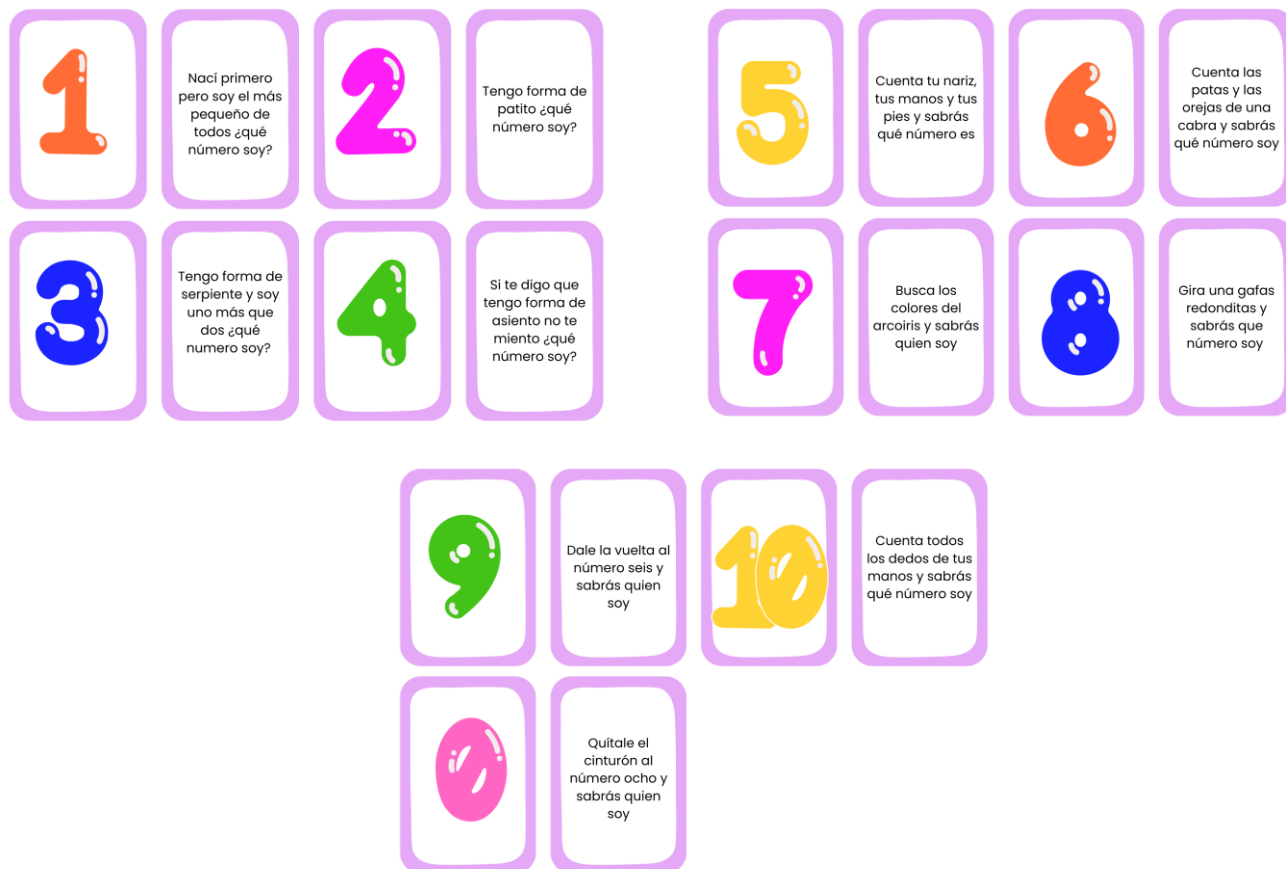 1
Nací primero
pero soy el más
pequeño de
todos ¿qué
número soy?
2
Tengo forma de
patito ¿qué
número soy?
3
Tengo forma de
serpiente y soy
uno más que
dos ¿qué
numero soy?
4
Si te digo que
tengo forma de
asiento no te
miento ¿qué
número soy?
5
Cuenta tu nariz,
tus manos y tus
pies y sabrás
qué número es
6
Cuenta las
patas y las
orejas de una
cabra y sabrás
qué número soy
7
Busca los
colores del
arcoiris y sabrás
quien soy
8
Gira una gafas
redonditas y
sabrás que
número soy
9
Dale la vuelta al
número seis y
sabrás quien
soy
10
Cuenta todos
los dedos de tus
manos y sabrás
qué número soy
0
Quítale el
cinturón al
número ocho y
sabrás quien
soy